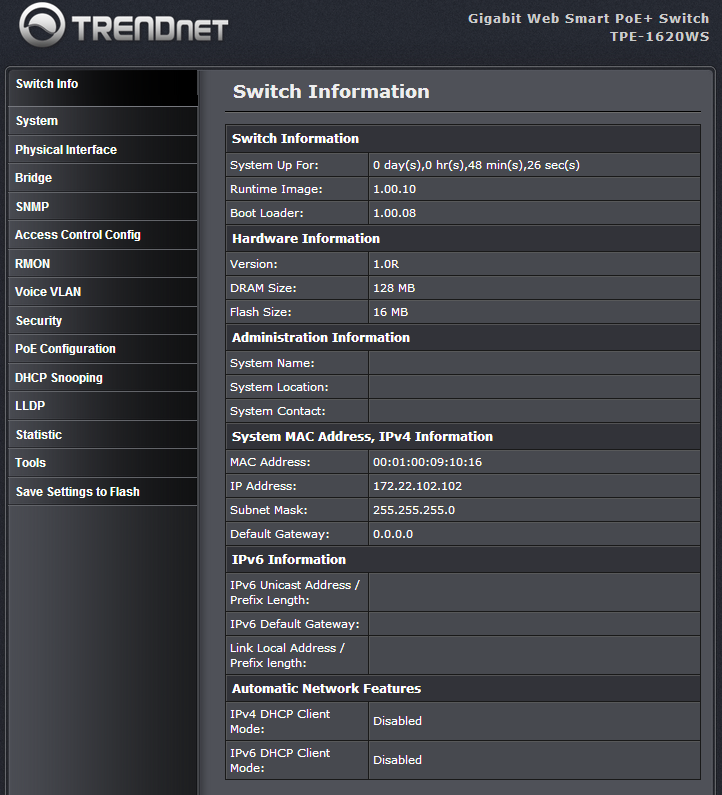 TRENDNET
Gigabit Web Smart PoE+ Switch
TPE-1620WS
Switch Info
System
Physical Interface
Bridge
SNMP
Access Control Config
RMON
Voice VLAN
Security
PoE Configuration
DHCP Snooping
LLDP
Statistic
Tools
Save Settings to Flash
Switch Information
Switch Information
System Up For: 0 day(s),0 hr(s),48 min(s),26 sec(s)
Runtime Image: 1.00.10
Boot Loader: 1.00.08
Hardware Information
Version: 1.0R
DRAM Size: 128 MB
Flash Size: 16 MB
Administration Information
System Name:
System Location:
System Contact:
System MAC Address, IPv4 Information
MAC Address: 00:01:00:09:10:16
IP Address: 172.22.102.102
Subnet Mask: 255.255.255.0
Default Gateway: 0.0.0.0
IPv6 Information
IPv6 Unicast Address /
Prefix Length:
IPv6 Default Gateway:
Link Local Address /
Prefix length:
Automatic Network Features
IPv4 DHCP Client
Mode: Disabled
IPv6 DHCP Client
Mode: Disabled